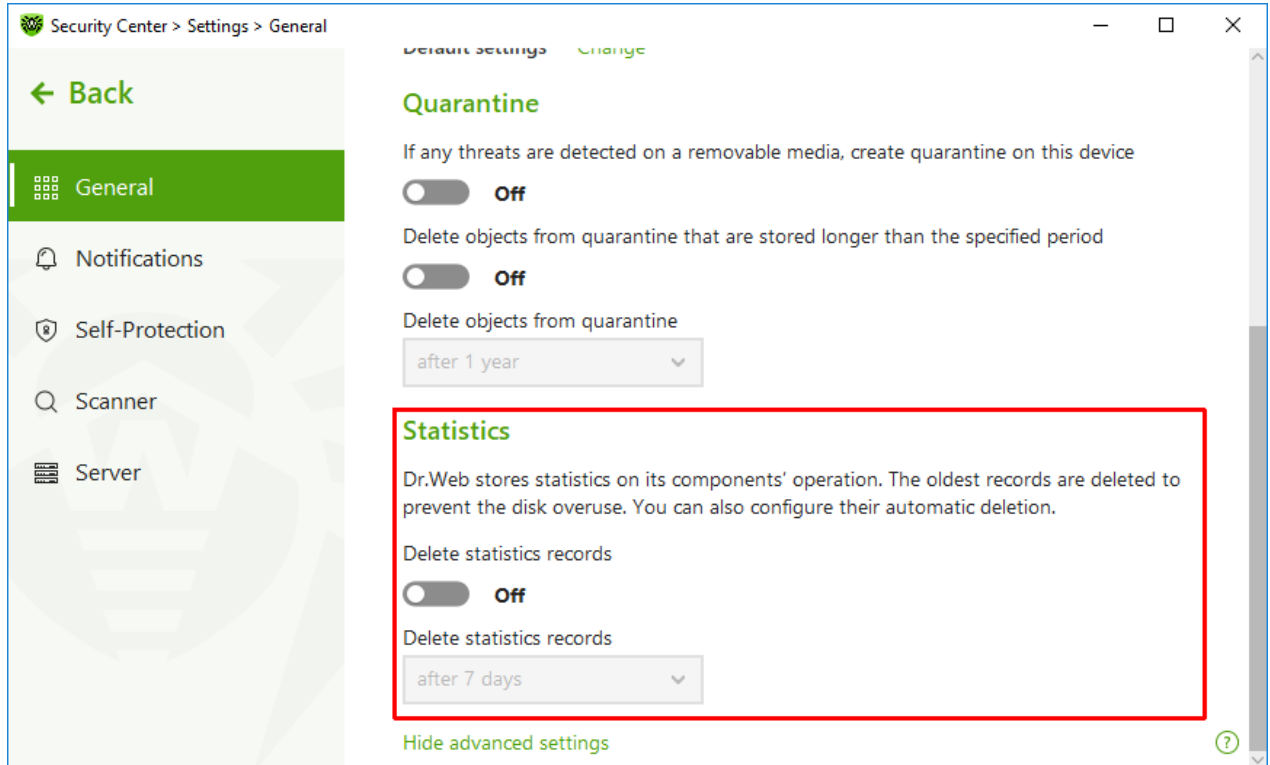 Security Center > Settings > General
Back
General
Notifications
Self-Protection
Scanner
Server
Default settings Change
Quarantine
If any threats are detected on a removable media, create quarantine on this device
Off
Delete objects from quarantine that are stored longer than the specified period
Off
Delete objects from quarantine
after 1 year
Statistics
Dr.Web stores statistics on its components’ operation. The oldest records are deleted to
prevent the disk overuse. You can also configure their automatic deletion.
Delete statistics records
Off
Delete statistics records
after 7 days
Hide advanced settings
?